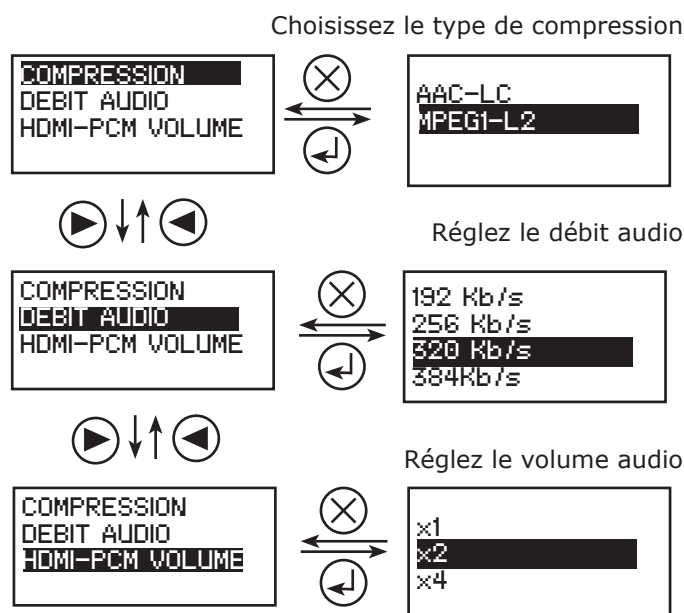 Choisissez le type de compression
COMPRESSION
DEBIT AUDIO
HDMI-PCM VOLUME
AAC-LC
MPEG1-L2
Réglez le débit audio
COMPRESSION
DEBIT AUDIO
HDMI-PCM VOLUME
192 Kb/s
256 Kb/s
320 Kb/s
384Kb/s
Réglez le volume audio
COMPRESSION
DEBIT AUDIO
HDMI-PCM VOLUME
x1
x2
x4